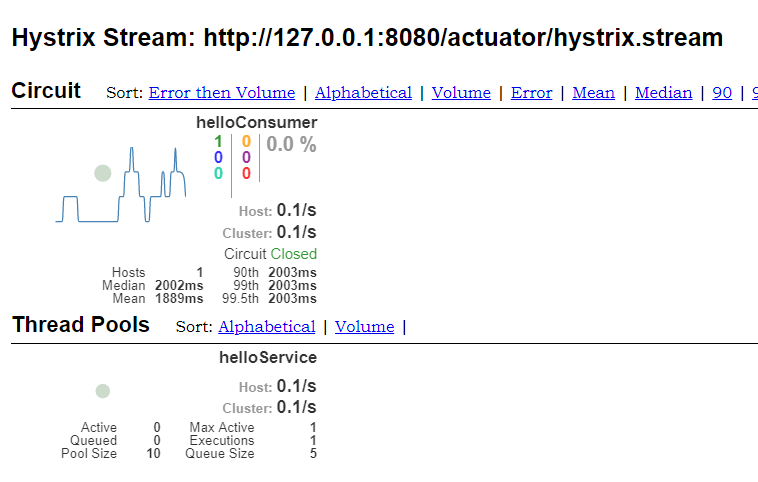 Hystrix Stream: http://127.0.0.1:8080/actuator/hystrix.stream
Circuit Sort: Error then Volume | Alphabetical | Volume | Error | Mean | Median | 90 | 9
helloConsumer
1 0 0.0 %
0 0
0 0
Host: 0.1/s
Cluster: 0.1/s
Circuit Closed
Hosts 1 90th 2003ms
Median 2002ms 99th 2003ms
Mean 1889ms 99.5th 2003ms
Thread Pools Sort: Alphabetical | Volume |
helloService
Host: 0.1/s
Cluster: 0.1/s
Active 0 Max Active 1
Queued 0 Executions 1
Pool Size 10 Queue Size 5